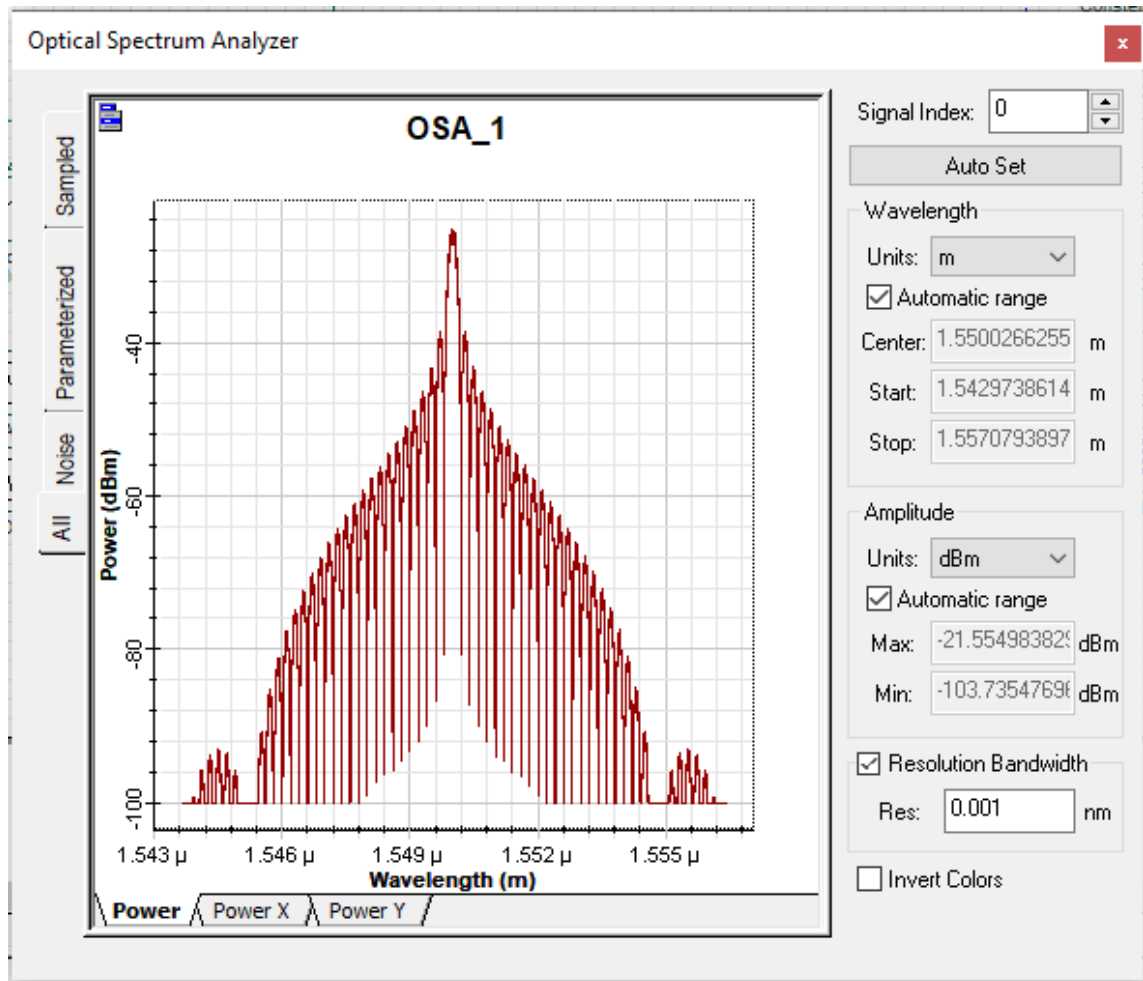 Optical Spectrum Analyzer
x
Sampled
Parameterized
Noise
All
OSA_1
Power (dBm)
-40
-60
-80
-100
1.543 µ 1.546 µ 1.549 µ 1.552 µ 1.555 µ
Wavelength (m)
Power Power X Power Y
Signal Index: 0
Auto Set
Wavelength
Units: m
Automatic range
Center: 1.5500266255 m
Start: 1.5429738614 m
Stop: 1.5570793897 m
Amplitude
Units: dBm
Automatic range
Max: -21.55498382 dBm
Min: -103.7354769 dBm
Resolution Bandwidth
Res: 0.001 nm
Invert Colors